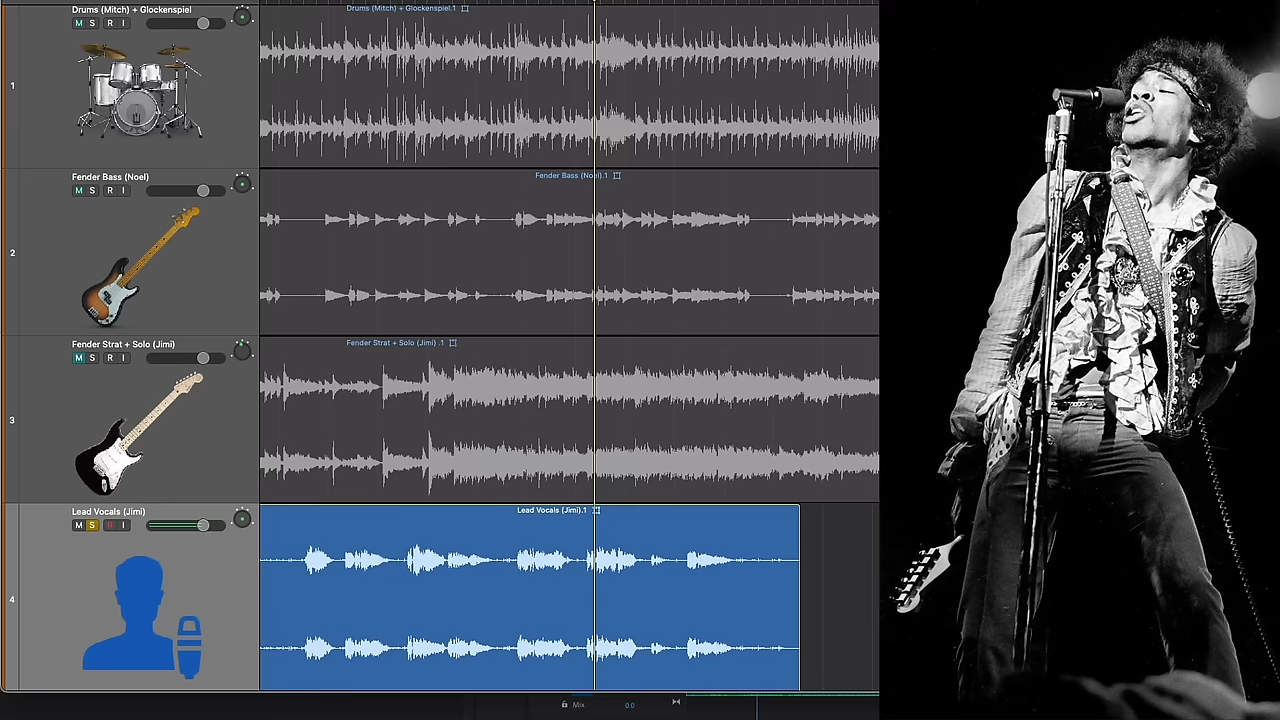 Drums (Mitch) + Glockenspiel
M S R I
Drums (Mitch) + Glockenspiel.1
1
Fender Bass (Noel)
M S R I
Fender Bass (Noel).1
2
Fender Strat + Solo (Jimi)
M S R I
Fender Strat + Solo (Jimi) .1
3
Lead Vocals (Jimi)
M S R I
Lead Vocals (Jimi).1
4
Mix 0.0